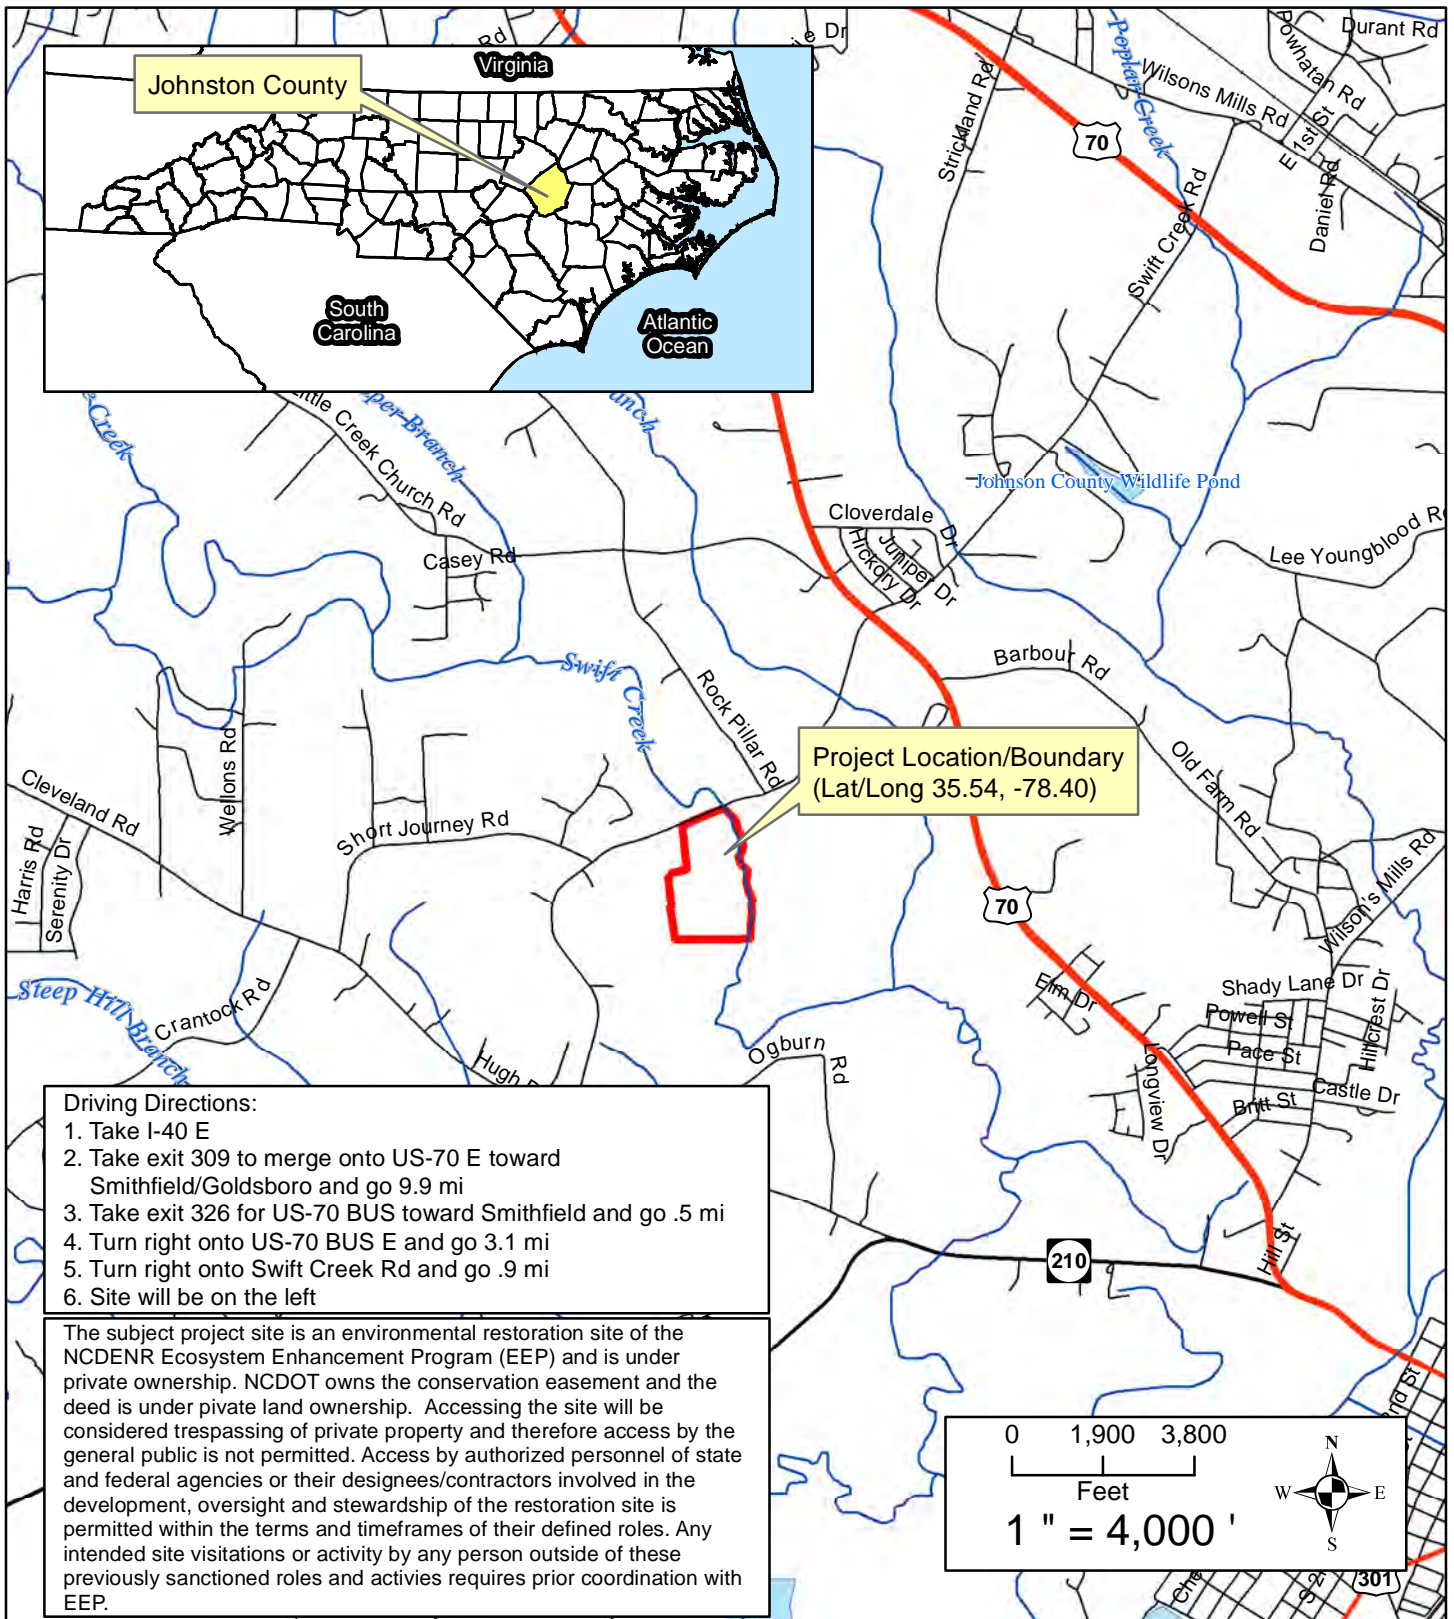 Rd
ie Dr
Durant Rd
Powhatan Rd
Poplar Creek
Wilsons Mills Rd
E 1st St
Daniel Rd
Strickland Rd
70
Swift Creek Rd
Johnston County
Virginia
South
Carolina
Atlantic
Ocean
e Creek
ittle Creek Church Rd
per Branch
anch
Johnson County Wildlife Pond
Cloverdale Dr
Juniper Dr
Hickory Dr
Casey Rd
Lee Youngblood Rd
Swift Creek
Rock Pillar Rd
Barbour Rd
Old Farm Rd
Project Location/Boundary
(Lat/Long 35.54, -78.40)
Wellons Rd
Cleveland Rd
Harris Rd
Serenity Dr
Short Journey Rd
70
Wilson's Mills Rd
Steep Hill Branch
Crantock Rd
Hugh
Ogburn Rd
Elm Dr
Shady Lane Dr
Hillcrest Dr
Powell St
Pace St
Castle Dr
Britt St
Longview Dr
Hill St
210
Driving Directions:
1. Take I-40 E
2. Take exit 309 to merge onto US-70 E toward
Smithfield/Goldsboro and go 9.9 mi
3. Take exit 326 for US-70 BUS toward Smithfield and go .5 mi
4. Turn right onto US-70 BUS E and go 3.1 mi
5. Turn right onto Swift Creek Rd and go .9 mi
6. Site will be on the left
The subject project site is an environmental restoration site of the
NCDENR Ecosystem Enhancement Program (EEP) and is under
private ownership. NCDOT owns the conservation easement and the
deed is under pivate land ownership.  Accessing the site will be
considered trespassing of private property and therefore access by the
general public is not permitted. Access by authorized personnel of state
and federal agencies or their designees/contractors involved in the
development, oversight and stewardship of the restoration site is
permitted within the terms and timeframes of their defined roles. Any
intended site visitations or activity by any person outside of these
previously sanctioned roles and activies requires prior coordination with
EEP.
2nd St
0 1,900 3,800
Feet
1 " = 4,000 '
N
W E
S
Che
S 2
301